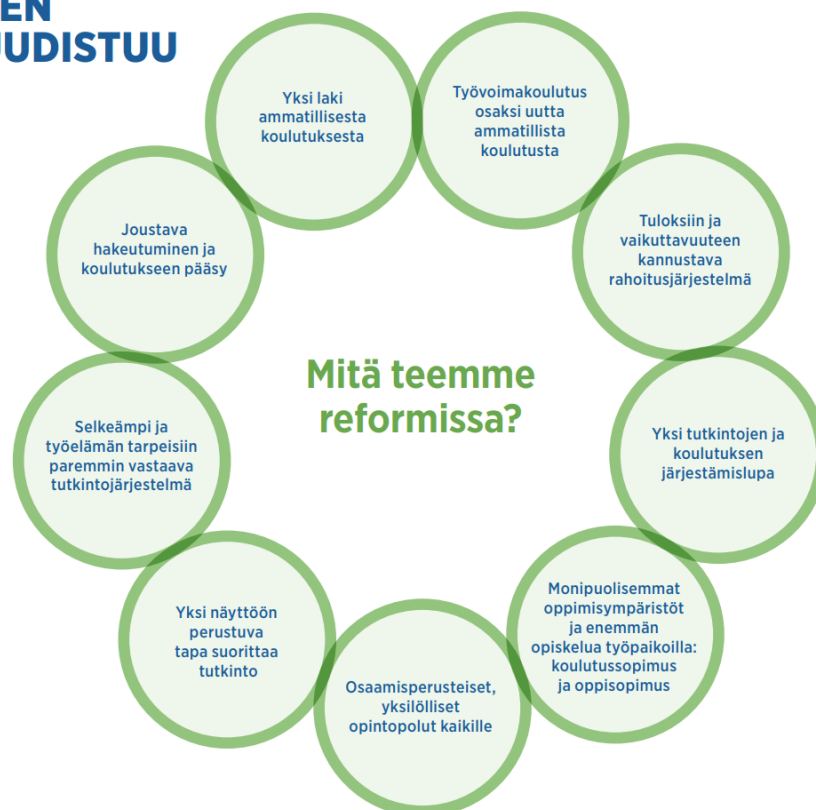 EN
UUDISTUU
Yksi laki
ammatillisesta
koulutuksesta
Työvoimakoulutus
osaksi uutta
ammatillista
koulutusta
Tuloksiin ja
vaikuttavuuteen
kannustava
rahoitusjärjestelmä
Yksi tutkintojen ja
koulutuksen
järjestämislupa
Monipuolisemmat
oppimisympäristöt
ja enemmän
opiskelua työpaikoilla:
koulutussopimus
ja oppisopimus
Osaamisperusteiset,
yksilölliset
opintopolut kaikille
Yksi näyttöön
perustuva
tapa suorittaa
tutkinto
Selkeämpi ja
työelämän tarpeisiin
paremmin vastaava
tutkintojärjestelmä
Joustava
hakeutuminen ja
koulutukseen pääsy
Mitä teemme
reformissa?